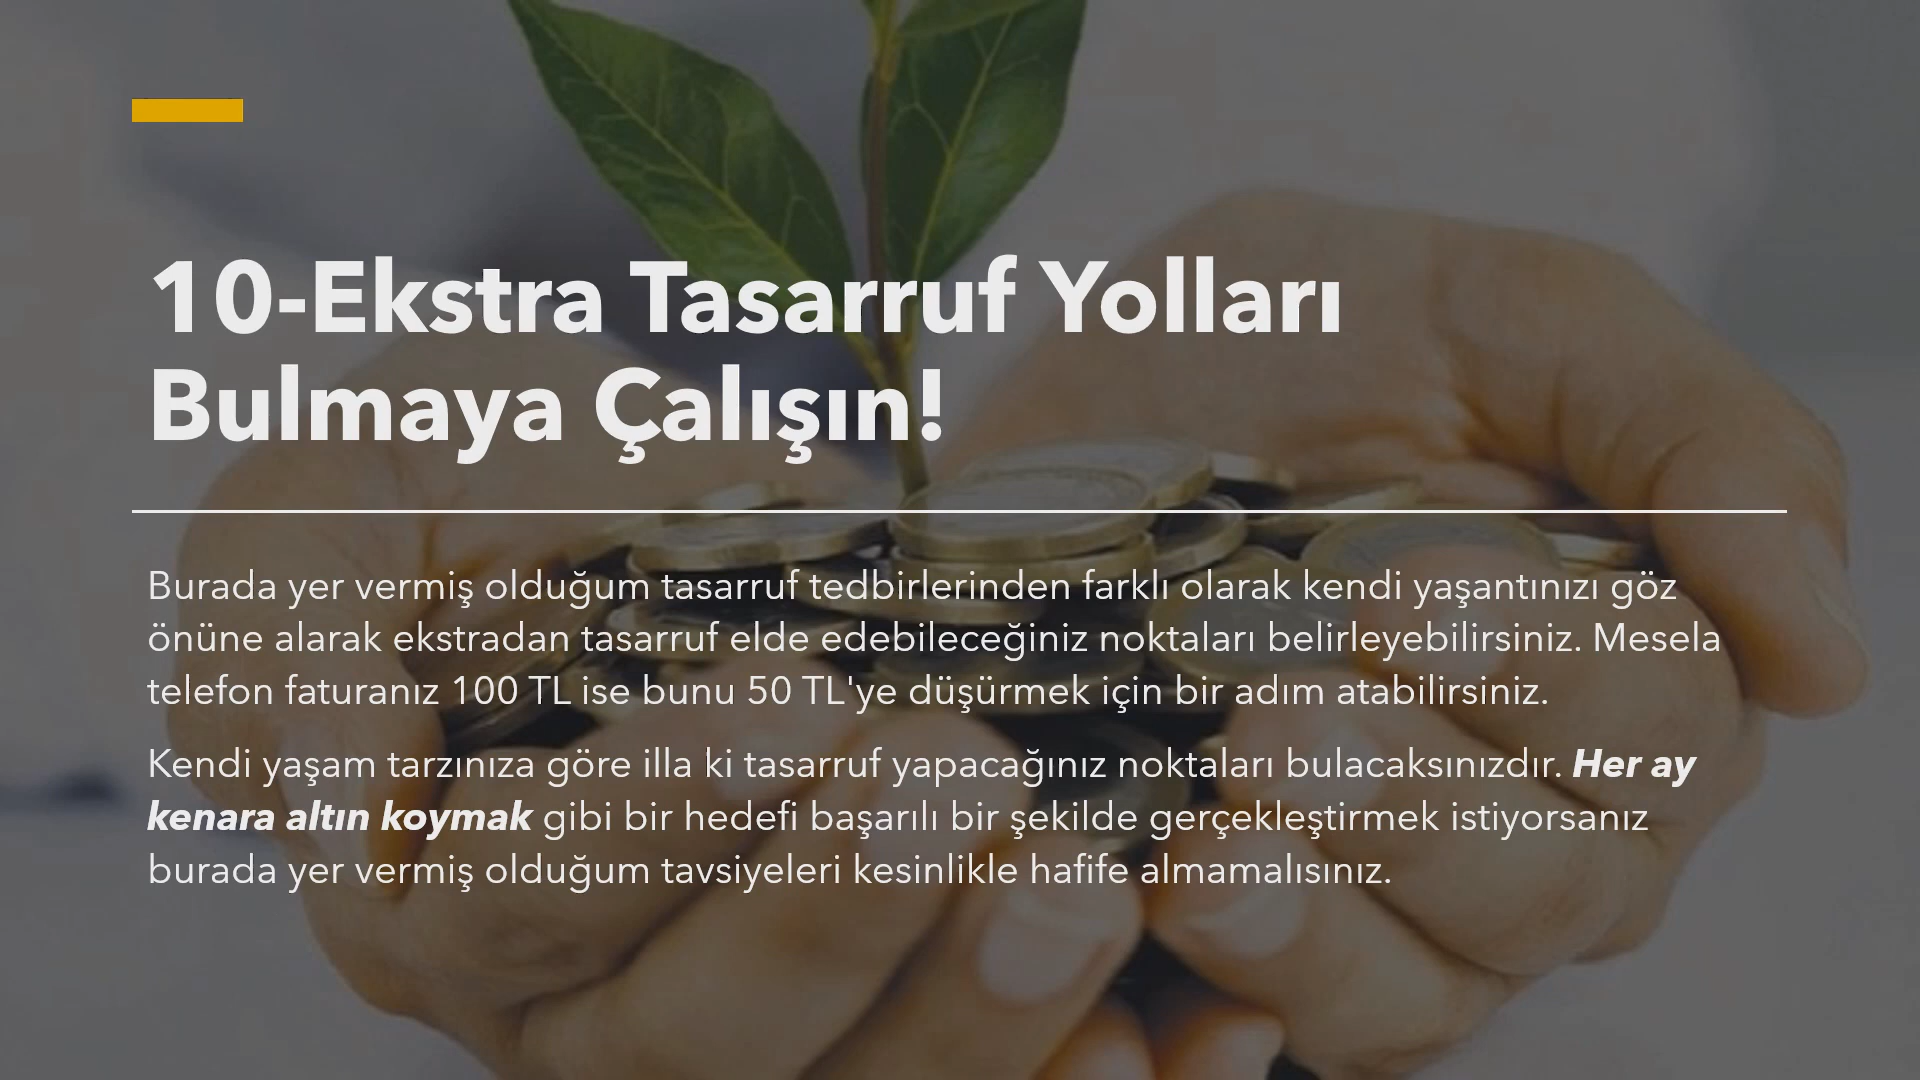 10-Ekstra Tasarruf Yolları
Bulmaya Çalışın!
Burada yer vermiş olduğum tasarruf tedbirlerinden farklı olarak kendi yaşantınızı göz
önüne alarak ekstradan tasarruf elde edebileceğiniz noktaları belirleyebilirsiniz. Mesela
telefon faturanız 100 TL ise bunu 50 TL'ye düşürmek için bir adım atabilirsiniz.
Kendi yaşam tarzınıza göre illa ki tasarruf yapacağınız noktaları bulacaksınızdır. Her ay
kenara altın koymak gibi bir hedefi başarılı bir şekilde gerçekleştirmek istiyorsanız
burada yer vermiş olduğum tavsiyeleri kesinlikle hafife almamalısınız.